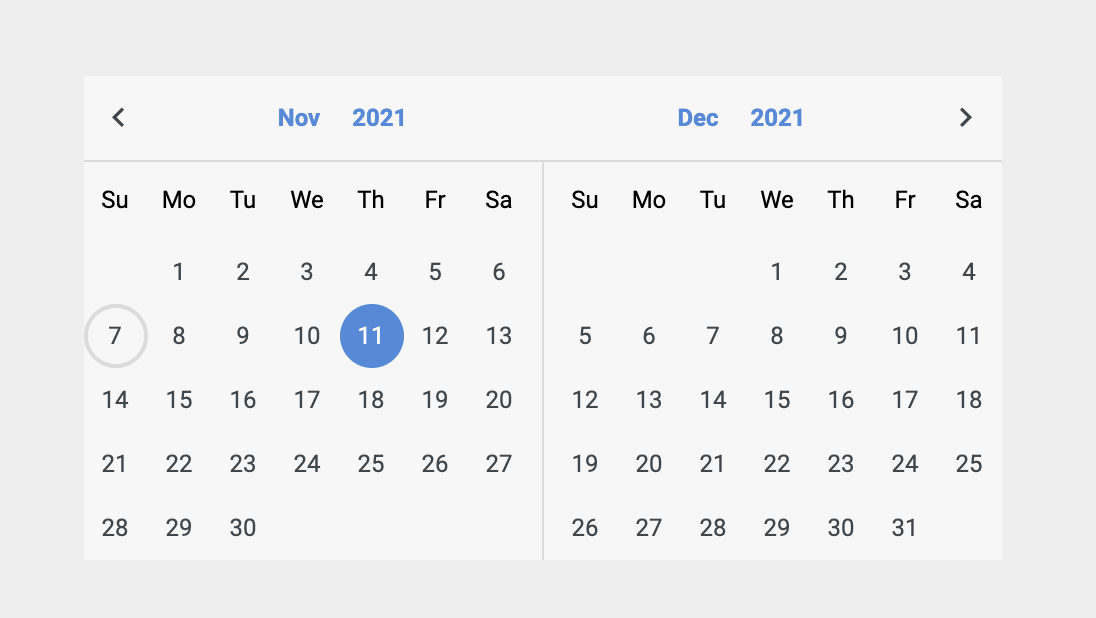 Nov 2021
Su Mo Tu We Th Fr Sa
1 2 3 4 5 6
7 8 9 10 11 12 13
14 15 16 17 18 19 20
21 22 23 24 25 26 27
28 29 30
Dec 2021
Su Mo Tu We Th Fr Sa
1 2 3 4
5 6 7 8 9 10 11
12 13 14 15 16 17 18
19 20 21 22 23 24 25
26 27 28 29 30 31